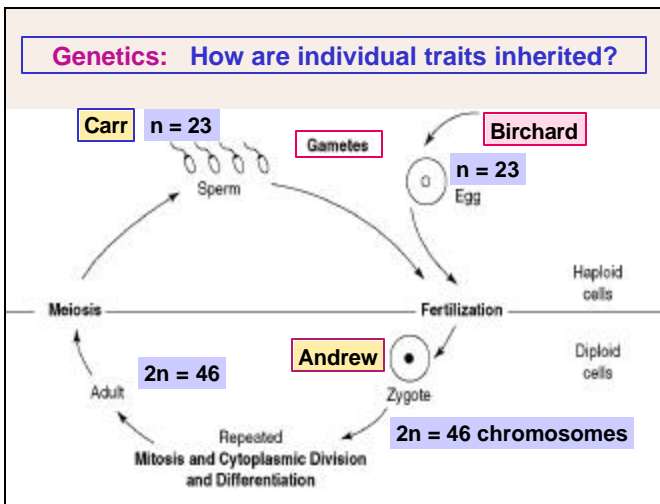 Genetics: How are individual traits inherited?
Carr n = 23
Gametes
Birchard
n = 23
Sperm
Egg
Haploid
cells
Meiosis
Fertilization
Andrew
Diploid
cells
2n = 46
Adult
Zygote
2n = 46 chromosomes
Repeated
Mitosis and Cytoplasmic Division
and Differentiation